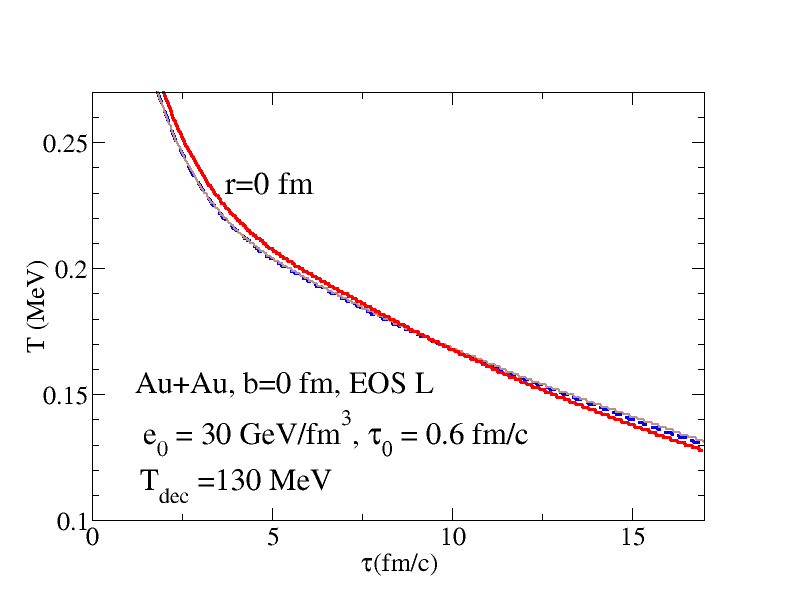 0.25
r=0 fm
0.2
T (MeV)
Au+Au, b=0 fm, EOS L
0.15
e₀ = 30 GeV/fm³, τ₀ = 0.6 fm/c
T_dec =130 MeV
0.1
0 5 10 15
τ(fm/c)